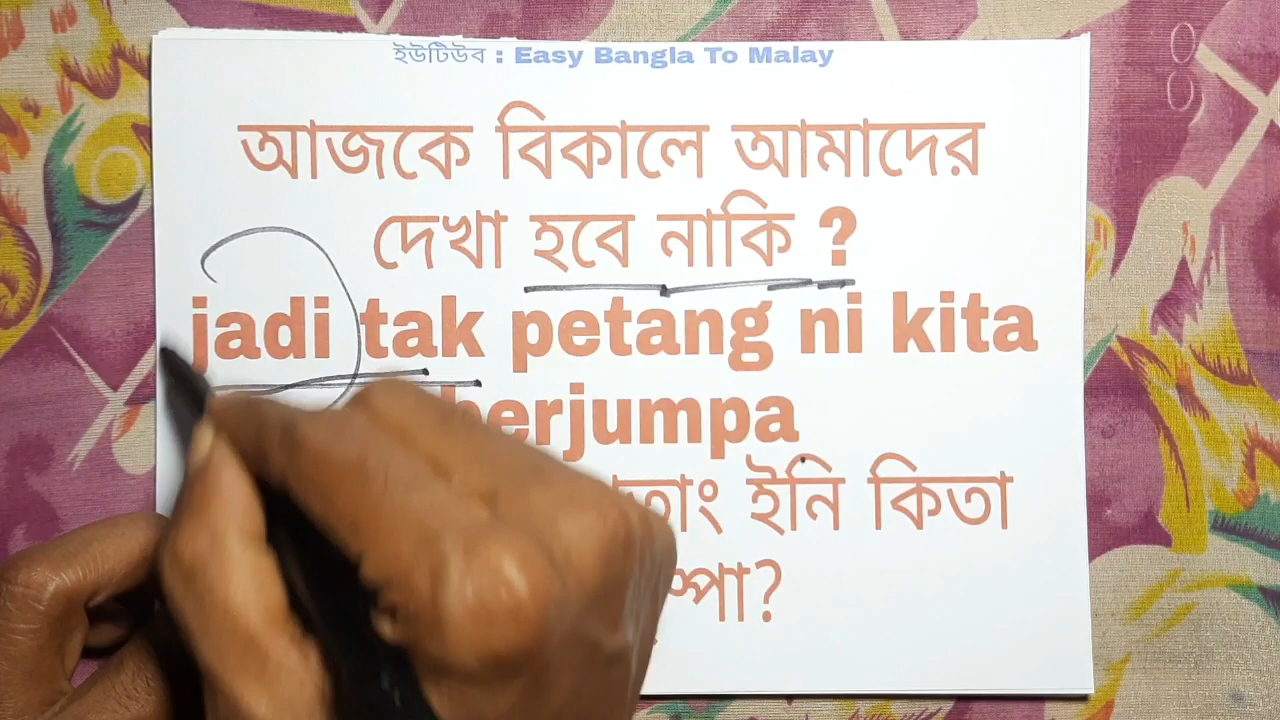 ইউটিউব : Easy Bangla To Malay
আজকে বিকালে আমাদের
দেখা হবে নাকি ?
jadi tak petang ni kita
berjumpa
ইনি কিতা